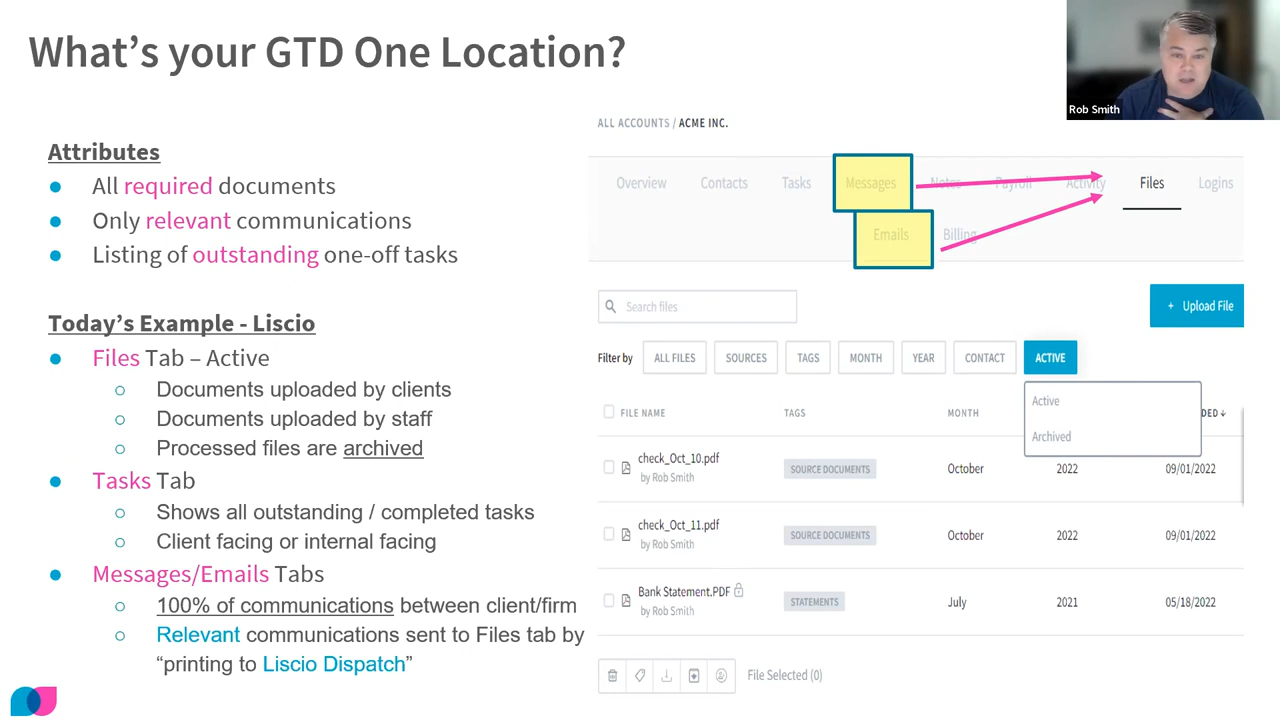 What's your GTD One Location?
Rob Smith
Attributes
● All required documents
● Only relevant communications
● Listing of outstanding one-off tasks
Today's Example - Liscio
● Files Tab – Active
○ Documents uploaded by clients
○ Documents uploaded by staff
○ Processed files are archived
● Tasks Tab
○ Shows all outstanding / completed tasks
○ Client facing or internal facing
● Messages/Emails Tabs
○ 100% of communications between client/firm
○ Relevant communications sent to Files tab by
“printing to Liscio Dispatch”
ALL ACCOUNTS / ACME INC.
Overview Contacts Tasks Messages Notes Payroll Activity Files Logins
Emails Billing
Search files
+ Upload File
Filter by ALL FILES SOURCES TAGS MONTH YEAR CONTACT ACTIVE
Active
Archived
FILE NAME TAGS MONTH DED ↓
check_Oct_10.pdf SOURCE DOCUMENTS October 2022 09/01/2022
by Rob Smith
check_Oct_11.pdf SOURCE DOCUMENTS October 2022 09/01/2022
by Rob Smith
Bank Statement.PDF STATEMENTS July 2021 05/18/2022
by Rob Smith
File Selected (0)